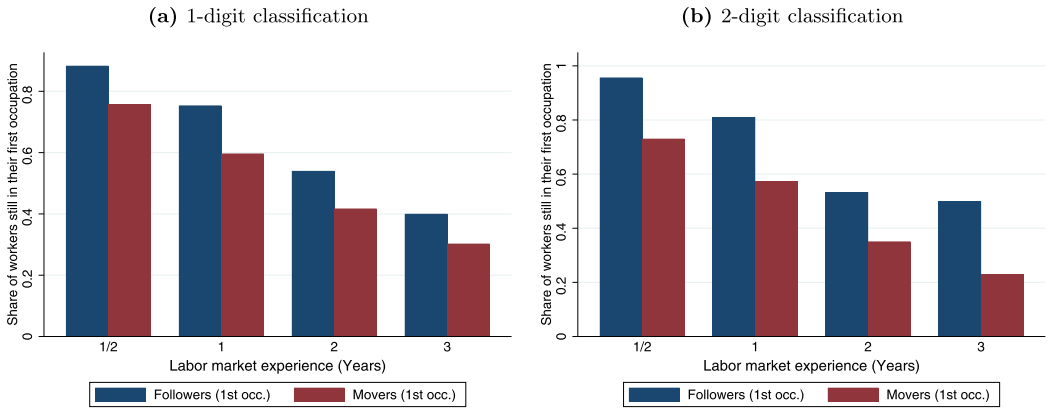 (a) 1-digit classification
Share of workers still in their first occupation
0.8
0.6
0.4
0.2
0
1/2 1 2 3
Labor market experience (Years)
Followers (1st occ.) Movers (1st occ.)
(b) 2-digit classification
Share of workers still in their first occupation
1
0.8
0.6
0.4
0.2
0
1/2 1 2 3
Labor market experience (Years)
Followers (1st occ.) Movers (1st occ.)